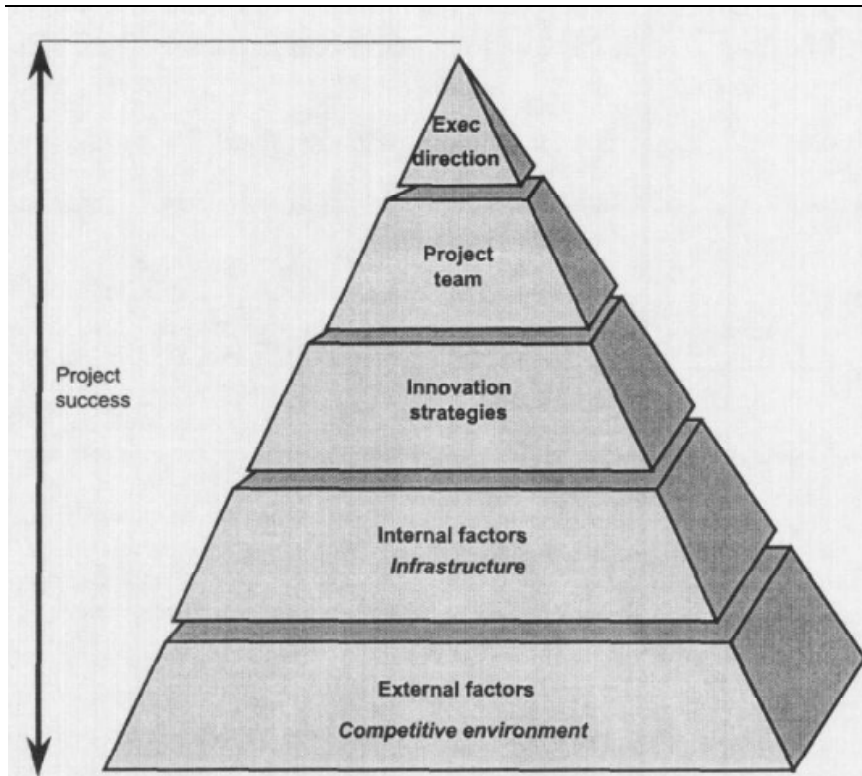 Exec
direction
Project
team
Project
success
Innovation
strategies
Internal factors
Infrastructure
External factors
Competitive environment